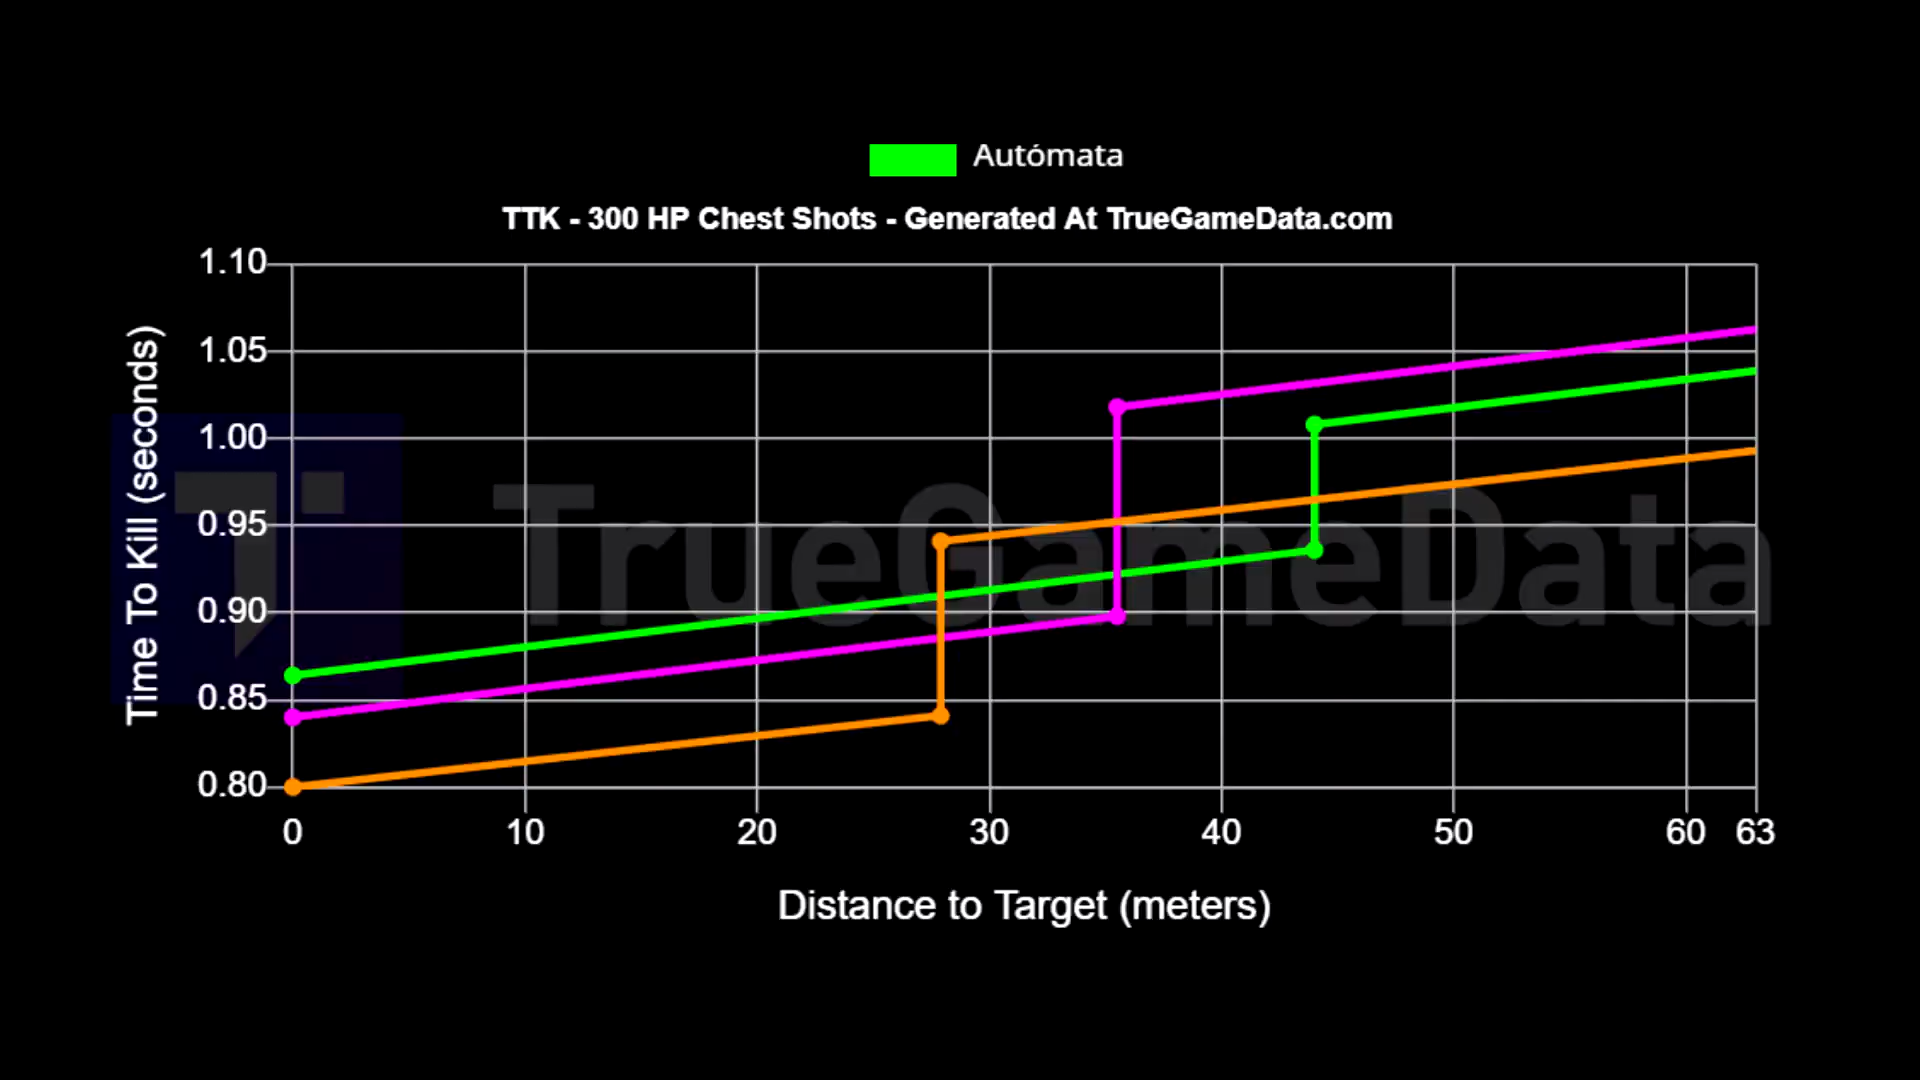 Autómata
TTK - 300 HP Chest Shots - Generated At TrueGameData.com
1.10
1.05
1.00
0.95
0.90
0.85
0.80
Time To Kill (seconds)
TrueGameData
0 10 20 30 40 50 60 63
Distance to Target (meters)